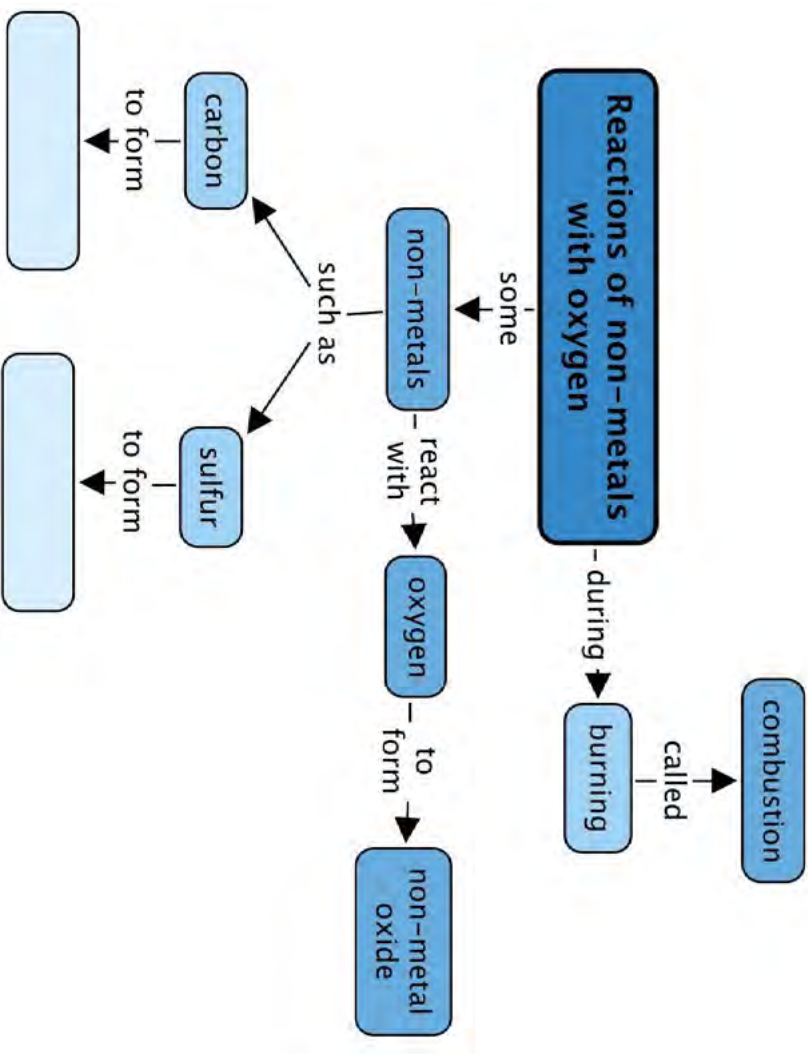 Reactions of non-metals
with oxygen
during
burning
called
combustion
some
non-metals
react
with
oxygen
to
form
non-metal
oxide
such as
carbon
to form
sulfur
to form